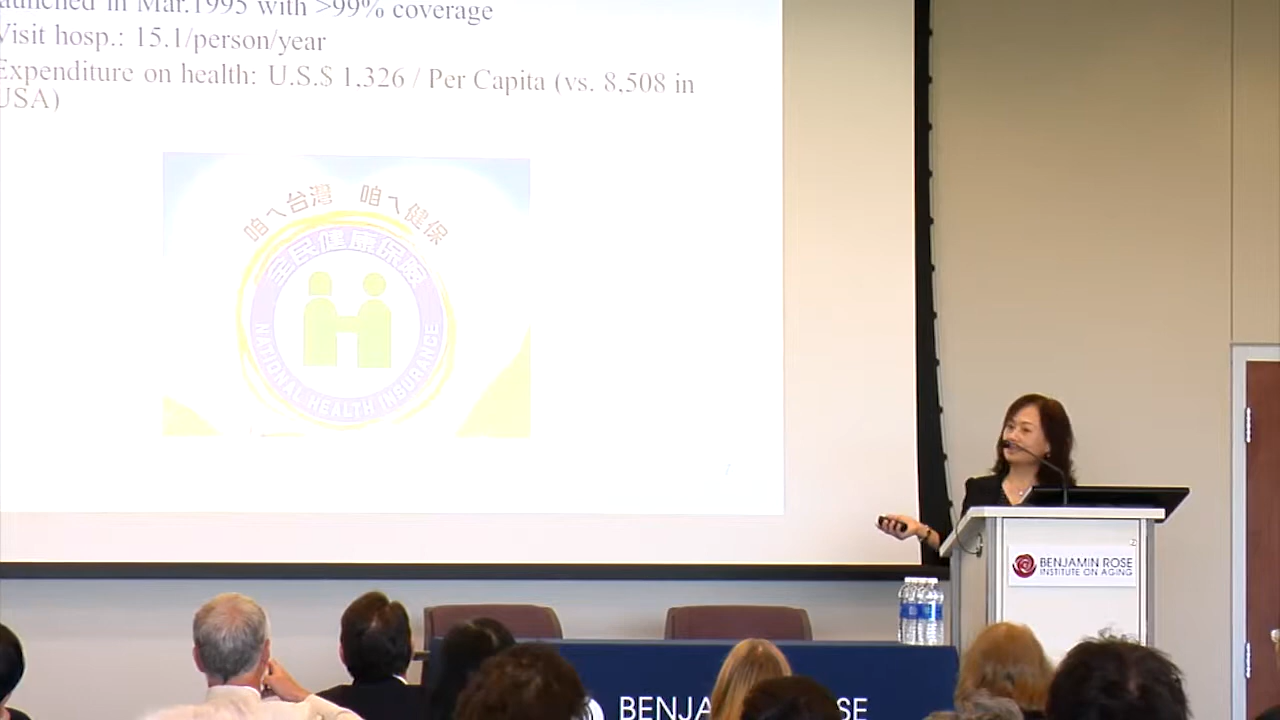 launched in Mar.1995 with >99% coverage
Visit hosp.: 15.1/person/year
Expenditure on health: U.S.$ 1,326 / Per Capita (vs. 8,508 in
USA)
咱ㄟ台灣 咱ㄟ健保
全民健康保險
NATIONAL HEALTH INSURANCE
BENJAMIN ROSE
INSTITUTE ON AGING
BENJA SE